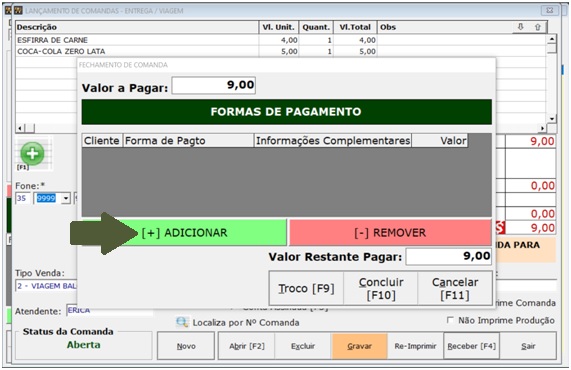 LANÇAMENTO DE COMANDAS - ENTREGA / VIAGEM
Descrição Vl. Unit. Quant. Vl.Total Obs
ESFIRRA DE CARNE 4,00 1 4,00
COCA-COLA ZERO LATA 5,00 1 5,00
FECHAMENTO DE COMANDA
Valor a Pagar: 9,00
FORMAS DE PAGAMENTO
Cliente Forma de Pagto Informações Complementares Valor
9,00
[F1]
Fone:*
35 9999
0,00
0,00
9,00
[+] ADICIONAR [-] REMOVER
Valor Restante Pagar: 9,00
DA PARA
Troco [F9] Concluir [F10] Cancelar [F11]
Tipo Venda:
2 - VIAGEM BAL
Atendente: ERICA
me Comanda
Localiza por Nº Comanda
Não Imprime Produção
Status da Comanda
Aberta
Novo Abrir [F2] Excluir Gravar Re-Imprimir Receber [F4] Sair